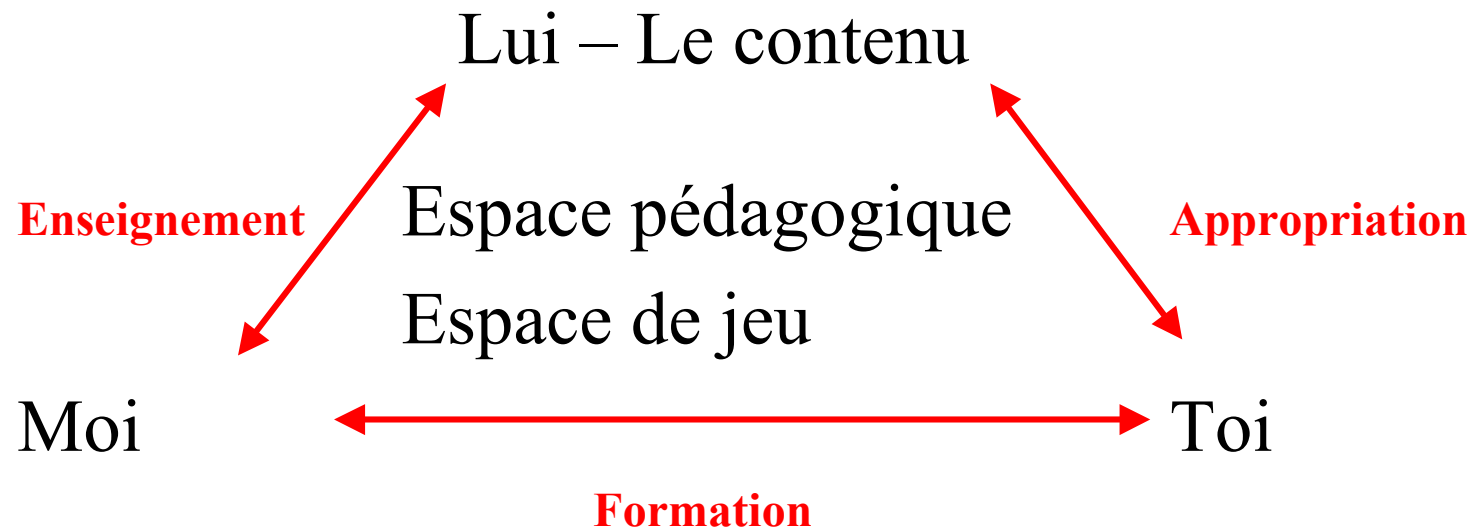 Lui – Le contenu
Enseignement
Espace pédagogique
Appropriation
Espace de jeu
Moi
Toi
Formation